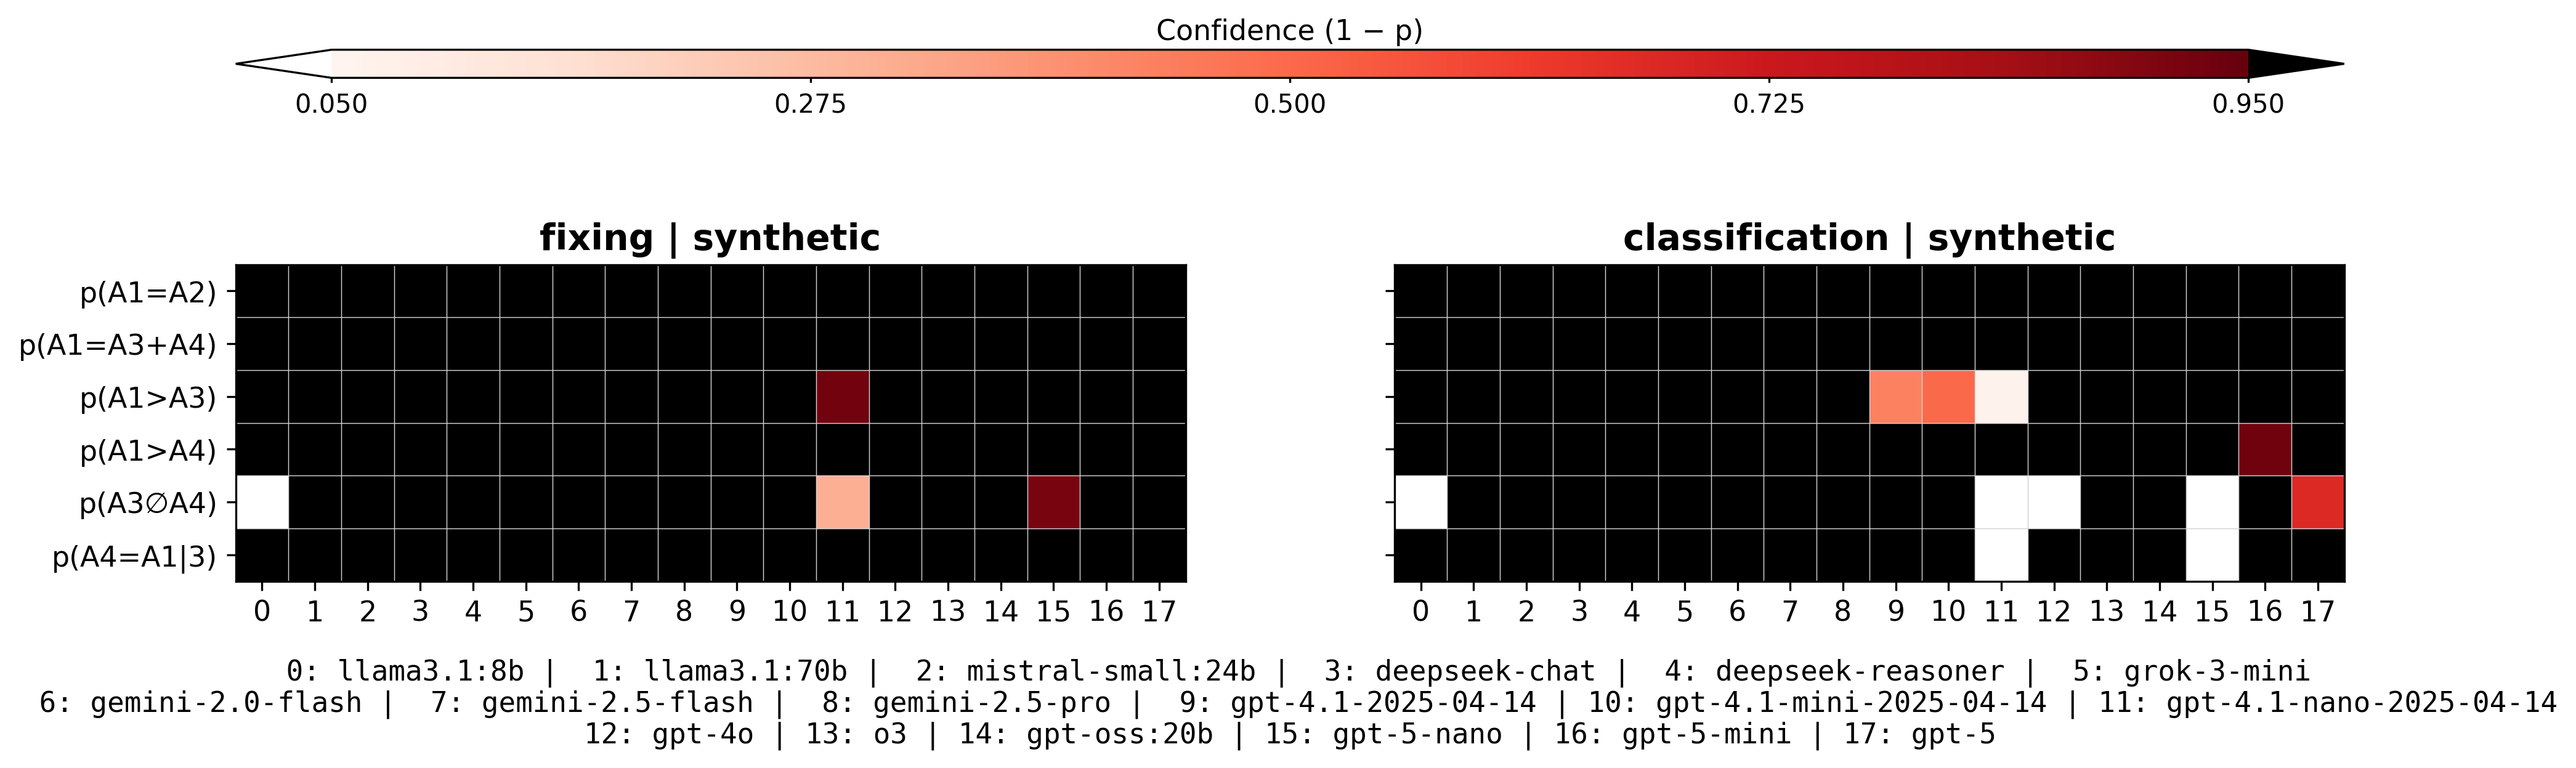 Confidence (1 − p)
0.050 0.275 0.500 0.725 0.950
fixing | synthetic
classification | synthetic
p(A1=A2)
p(A1=A3+A4)
p(A1>A3)
p(A1>A4)
p(A3∅A4)
p(A4=A1|3)
0 1 2 3 4 5 6 7 8 9 10 11 12 13 14 15 16 17
0 1 2 3 4 5 6 7 8 9 10 11 12 13 14 15 16 17
0: llama3.1:8b | 1: llama3.1:70b | 2: mistral-small:24b | 3: deepseek-chat | 4: deepseek-reasoner | 5: grok-3-mini
6: gemini-2.0-flash | 7: gemini-2.5-flash | 8: gemini-2.5-pro | 9: gpt-4.1-2025-04-14 | 10: gpt-4.1-mini-2025-04-14 | 11: gpt-4.1-nano-2025-04-14
12: gpt-4o | 13: o3 | 14: gpt-oss:20b | 15: gpt-5-nano | 16: gpt-5-mini | 17: gpt-5